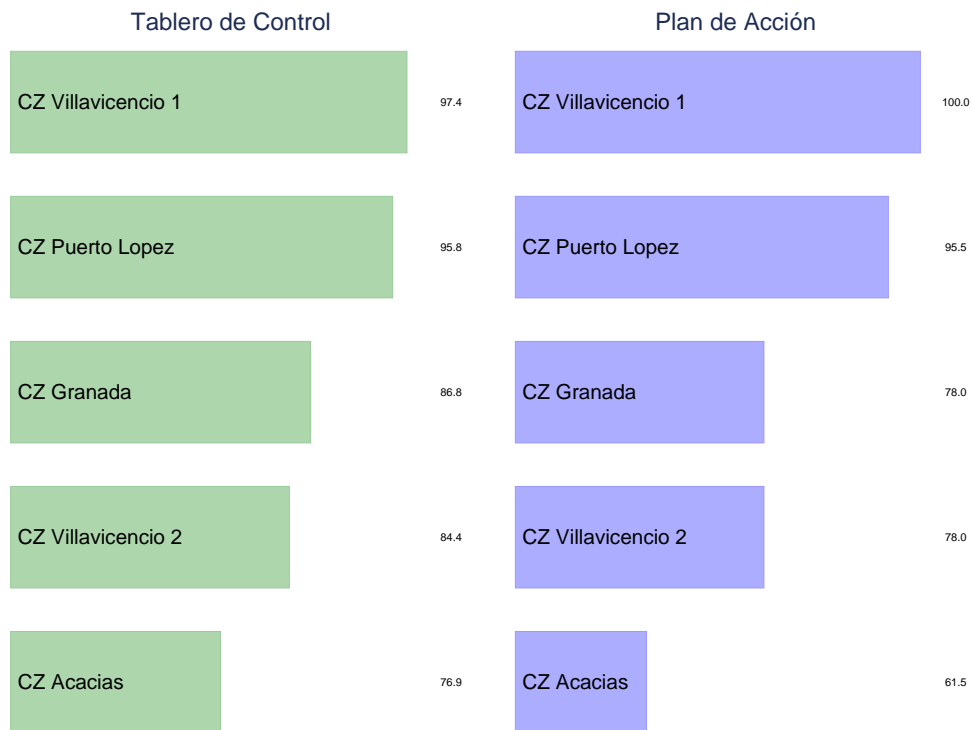 Tablero de Control
CZ Villavicencio 1 97.4
CZ Puerto Lopez 95.8
CZ Granada 86.8
CZ Villavicencio 2 84.4
CZ Acacias 76.9
Plan de Acción
CZ Villavicencio 1 100.0
CZ Puerto Lopez 95.5
CZ Granada 78.0
CZ Villavicencio 2 78.0
CZ Acacias 61.5